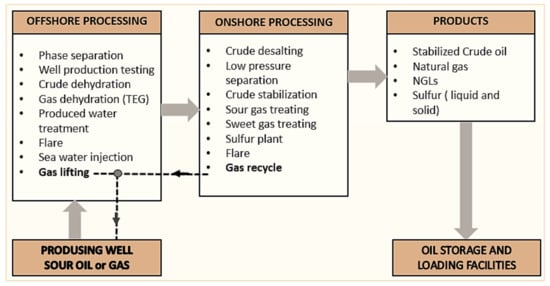 OFFSHORE PROCESSING
• Phase separation
• Well production testing
• Crude dehydration
• Gas dehydration (TEG)
• Produced water
treatment
• Flare
• Sea water injection
• Gas lifting
ONSHORE PROCESSING
• Crude desalting
• Low pressure
separation
• Crude stabilization
• Sour gas treating
• Sweet gas treating
• Sulfur plant
• Flare
• Gas recycle
PRODUCTS
• Stabilized Crude oil
• Natural gas
• NGLs
• Sulfur ( liquid and
solid)
PRODUSING WELL
SOUR OIL or GAS
OIL STORAGE AND
LOADING FACILITIES